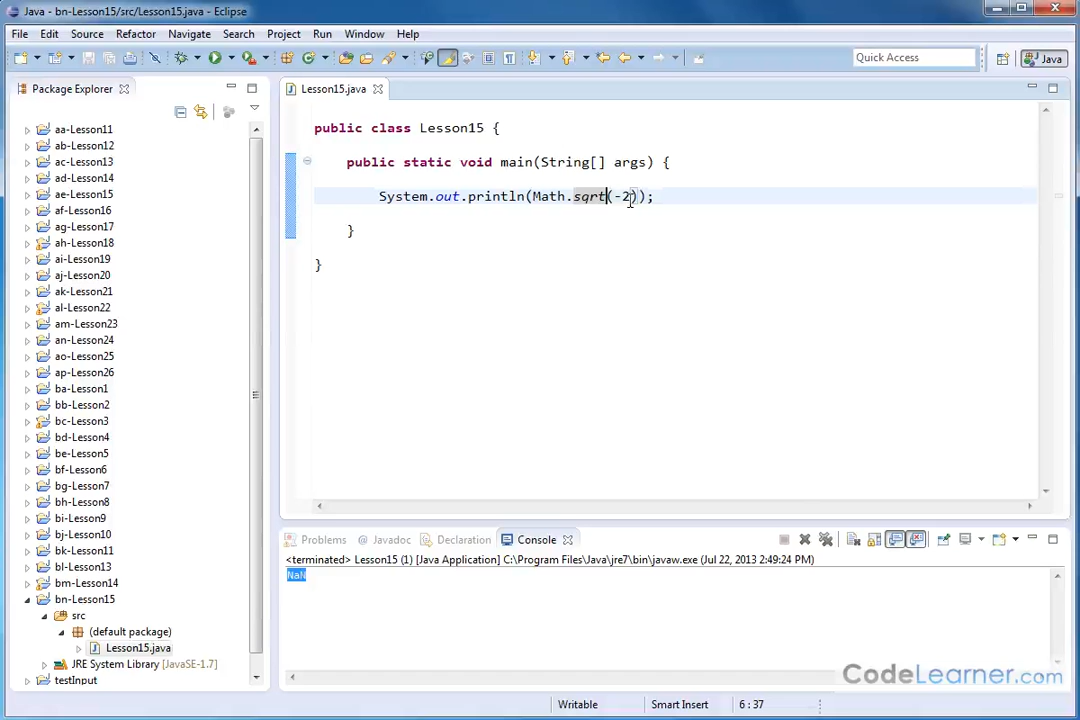 Java - bn-Lesson15/src/Lesson15.java - Eclipse
File Edit Source Refactor Navigate Search Project Run Window Help
Quick Access
Java
Package Explorer
Lesson15.java
aa-Lesson11
ab-Lesson12
ac-Lesson13
ad-Lesson14
ae-Lesson15
af-Lesson16
ag-Lesson17
ah-Lesson18
ai-Lesson19
aj-Lesson20
ak-Lesson21
al-Lesson22
am-Lesson23
an-Lesson24
ao-Lesson25
ap-Lesson26
ba-Lesson1
bb-Lesson2
bc-Lesson3
bd-Lesson4
be-Lesson5
bf-Lesson6
bg-Lesson7
bh-Lesson8
bi-Lesson9
bj-Lesson10
bk-Lesson11
bl-Lesson13
bm-Lesson14
bn-Lesson15
src
(default package)
Lesson15.java
JRE System Library [JavaSE-1.7]
testInput
public class Lesson15 {
public static void main(String[] args) {
System.out.println(Math.sqrt(-2));
}
}
Problems @ Javadoc Declaration Console
<terminated> Lesson15 (1) [Java Application] C:\Program Files\Java\jre7\bin\javaw.exe (Jul 22, 2013 2:49:24 PM)
NaN
CodeLearner.com
Writable Smart Insert 6 : 37